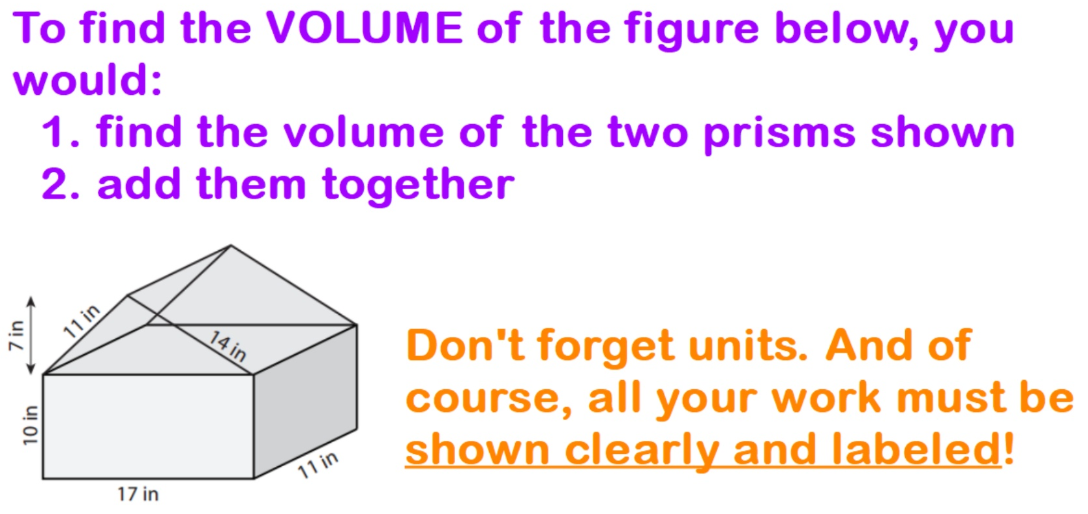 To find the VOLUME of the figure below, you
would:
1. find the volume of the two prisms shown
2. add them together
7 in
11 in
14 in
10 in
11 in
17 in
Don't forget units. And of
course, all your work must be
shown clearly and labeled!